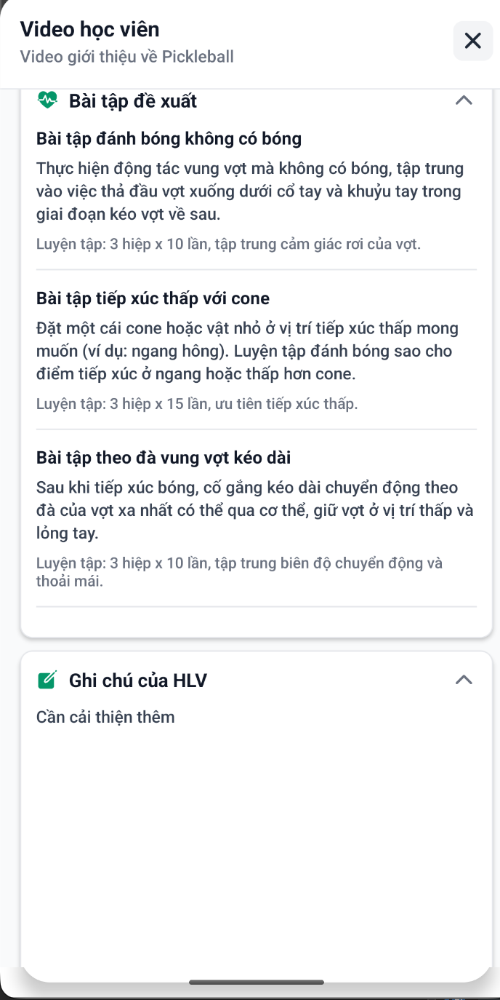 Video học viên
Video giới thiệu về Pickleball
Bài tập đề xuất
Bài tập đánh bóng không có bóng
Thực hiện động tác vung vợt mà không có bóng, tập trung
vào việc thả đầu vợt xuống dưới cổ tay và khuỷu tay trong
giai đoạn kéo vợt về sau.
Luyện tập: 3 hiệp x 10 lần, tập trung cảm giác rơi của vợt.
Bài tập tiếp xúc thấp với cone
Đặt một cái cone hoặc vật nhỏ ở vị trí tiếp xúc thấp mong
muốn (ví dụ: ngang hông). Luyện tập đánh bóng sao cho
điểm tiếp xúc ở ngang hoặc thấp hơn cone.
Luyện tập: 3 hiệp x 15 lần, ưu tiên tiếp xúc thấp.
Bài tập theo đà vung vợt kéo dài
Sau khi tiếp xúc bóng, cố gắng kéo dài chuyển động theo
đà của vợt xa nhất có thể qua cơ thể, giữ vợt ở vị trí thấp và
lỏng tay.
Luyện tập: 3 hiệp x 10 lần, tập trung biên độ chuyển động và
thoải mái.
Ghi chú của HLV
Cần cải thiện thêm